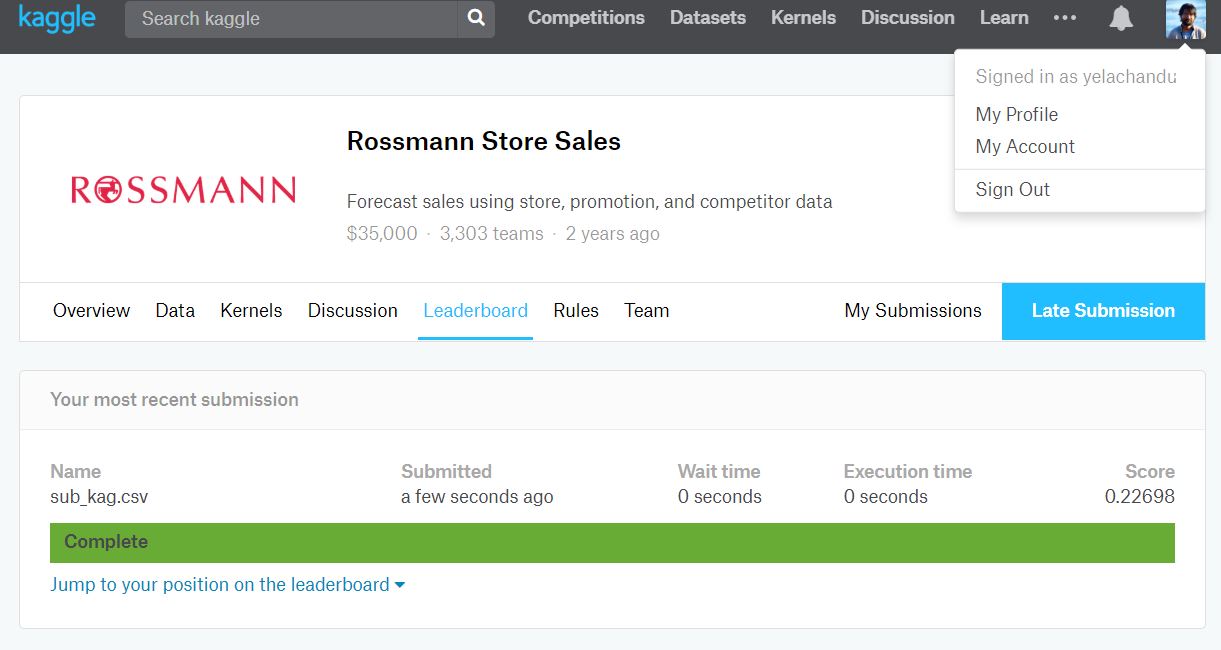 kaggle Search kaggle Competitions Datasets Kernels Discussion Learn
Signed in as yelachandu
My Profile
My Account
Sign Out
ROSSMANN
Rossmann Store Sales
Forecast sales using store, promotion, and competitor data
$35,000 · 3,303 teams · 2 years ago
Overview Data Kernels Discussion Leaderboard Rules Team My Submissions Late Submission
Your most recent submission
Name Submitted Wait time Execution time Score
sub_kag.csv a few seconds ago 0 seconds 0 seconds 0.22698
Complete
Jump to your position on the leaderboard